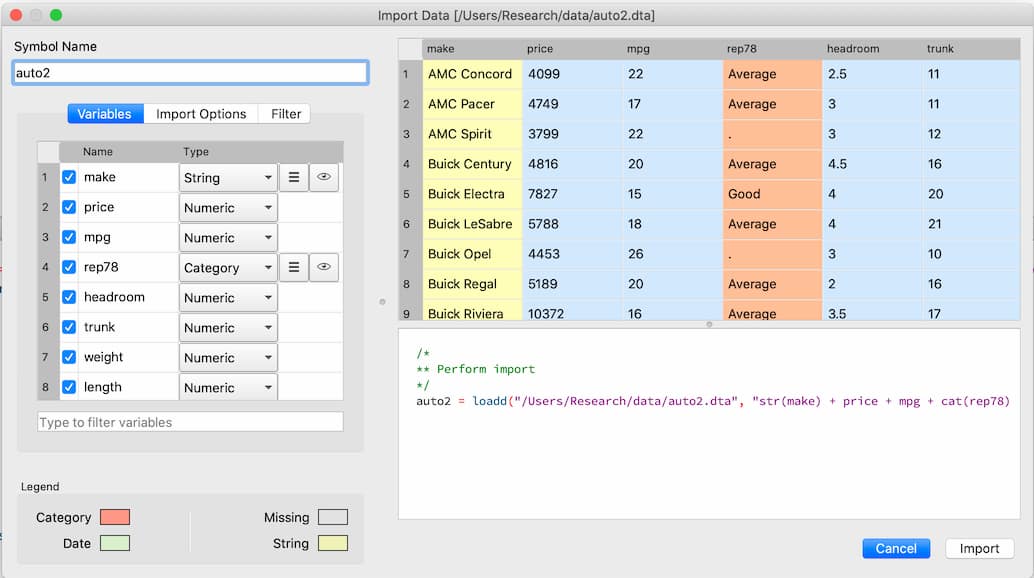 Import Data [/Users/Research/data/auto2.dta]
Symbol Name
auto2
Variables Import Options Filter
Name Type
1 make String
2 price Numeric
3 mpg Numeric
4 rep78 Category
5 headroom Numeric
6 trunk Numeric
7 weight Numeric
8 length Numeric
Type to filter variables
Legend
Category Missing
Date String
make price mpg rep78 headroom trunk
1 AMC Concord 4099 22 Average 2.5 11
2 AMC Pacer 4749 17 Average 3 11
3 AMC Spirit 3799 22 . 3 12
4 Buick Century 4816 20 Average 4.5 16
5 Buick Electra 7827 15 Good 4 20
6 Buick LeSabre 5788 18 Average 4 21
7 Buick Opel 4453 26 . 3 10
8 Buick Regal 5189 20 Average 2 16
9 Buick Riviera 10372 16 Average 3.5 17
/*
** Perform import
*/
auto2 = loadd("/Users/Research/data/auto2.dta", "str(make) + price + mpg + cat(rep78)
Cancel Import